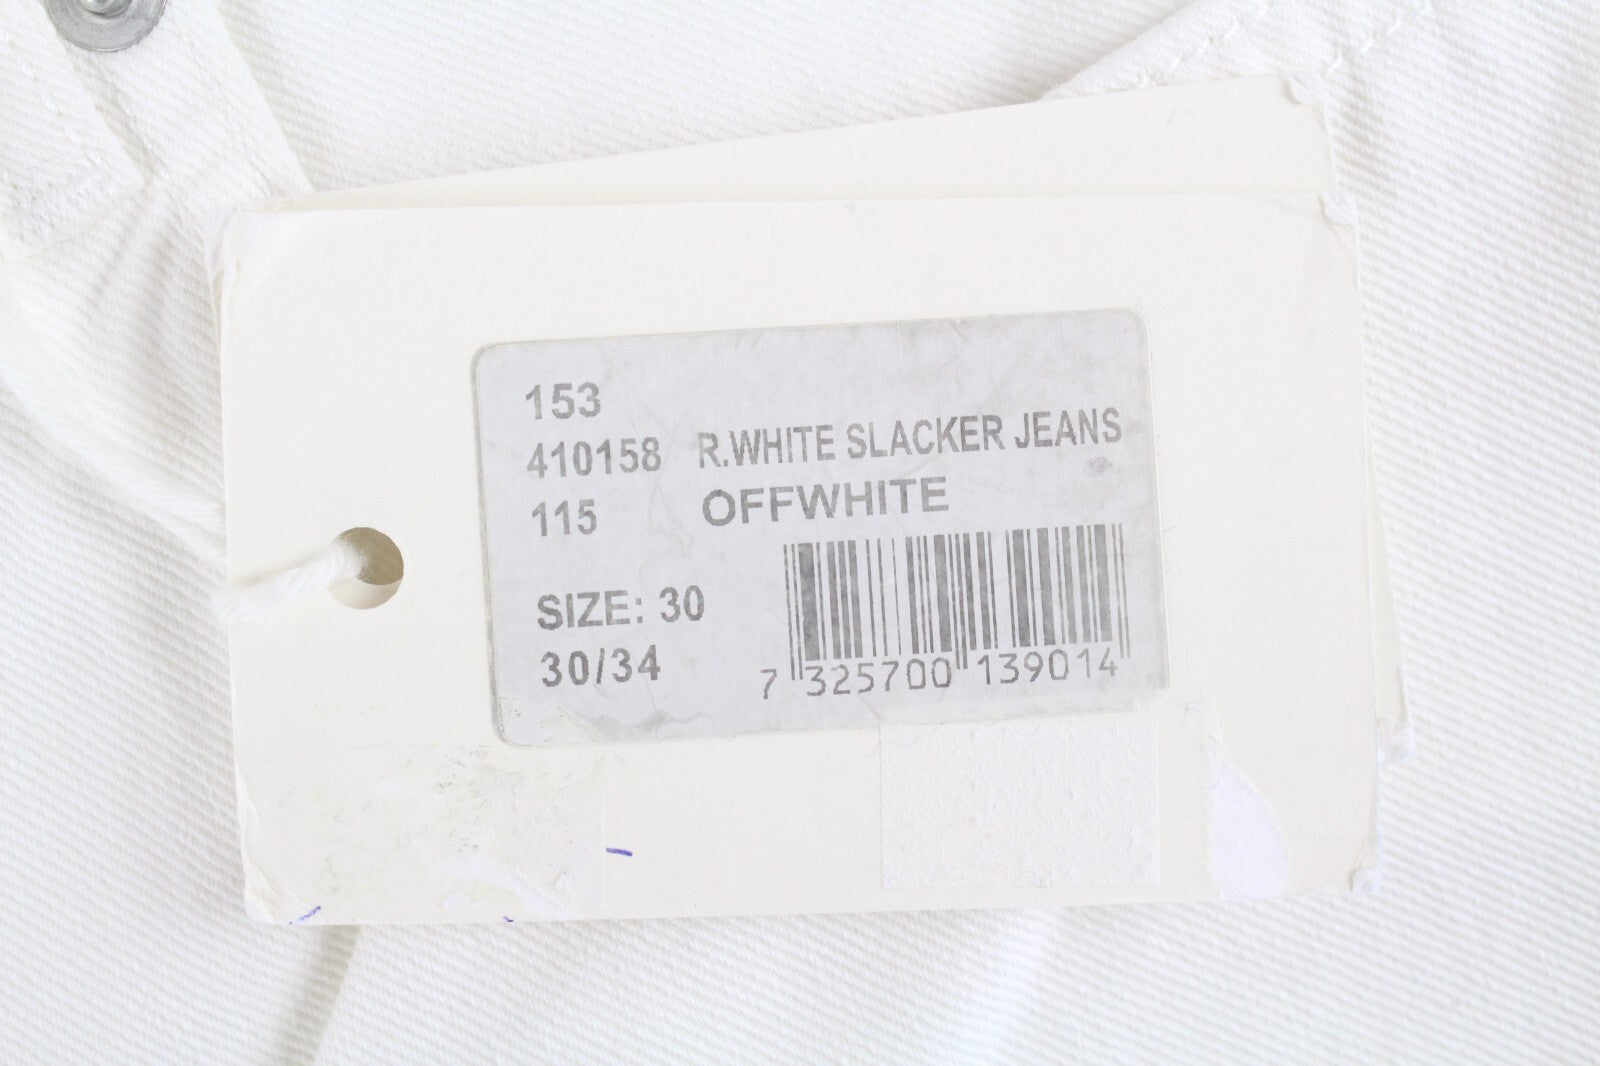 153
410158 R.WHITE SLACKER JEANS
115 OFFWHITE
SIZE: 30
30/34
7 325700 139014